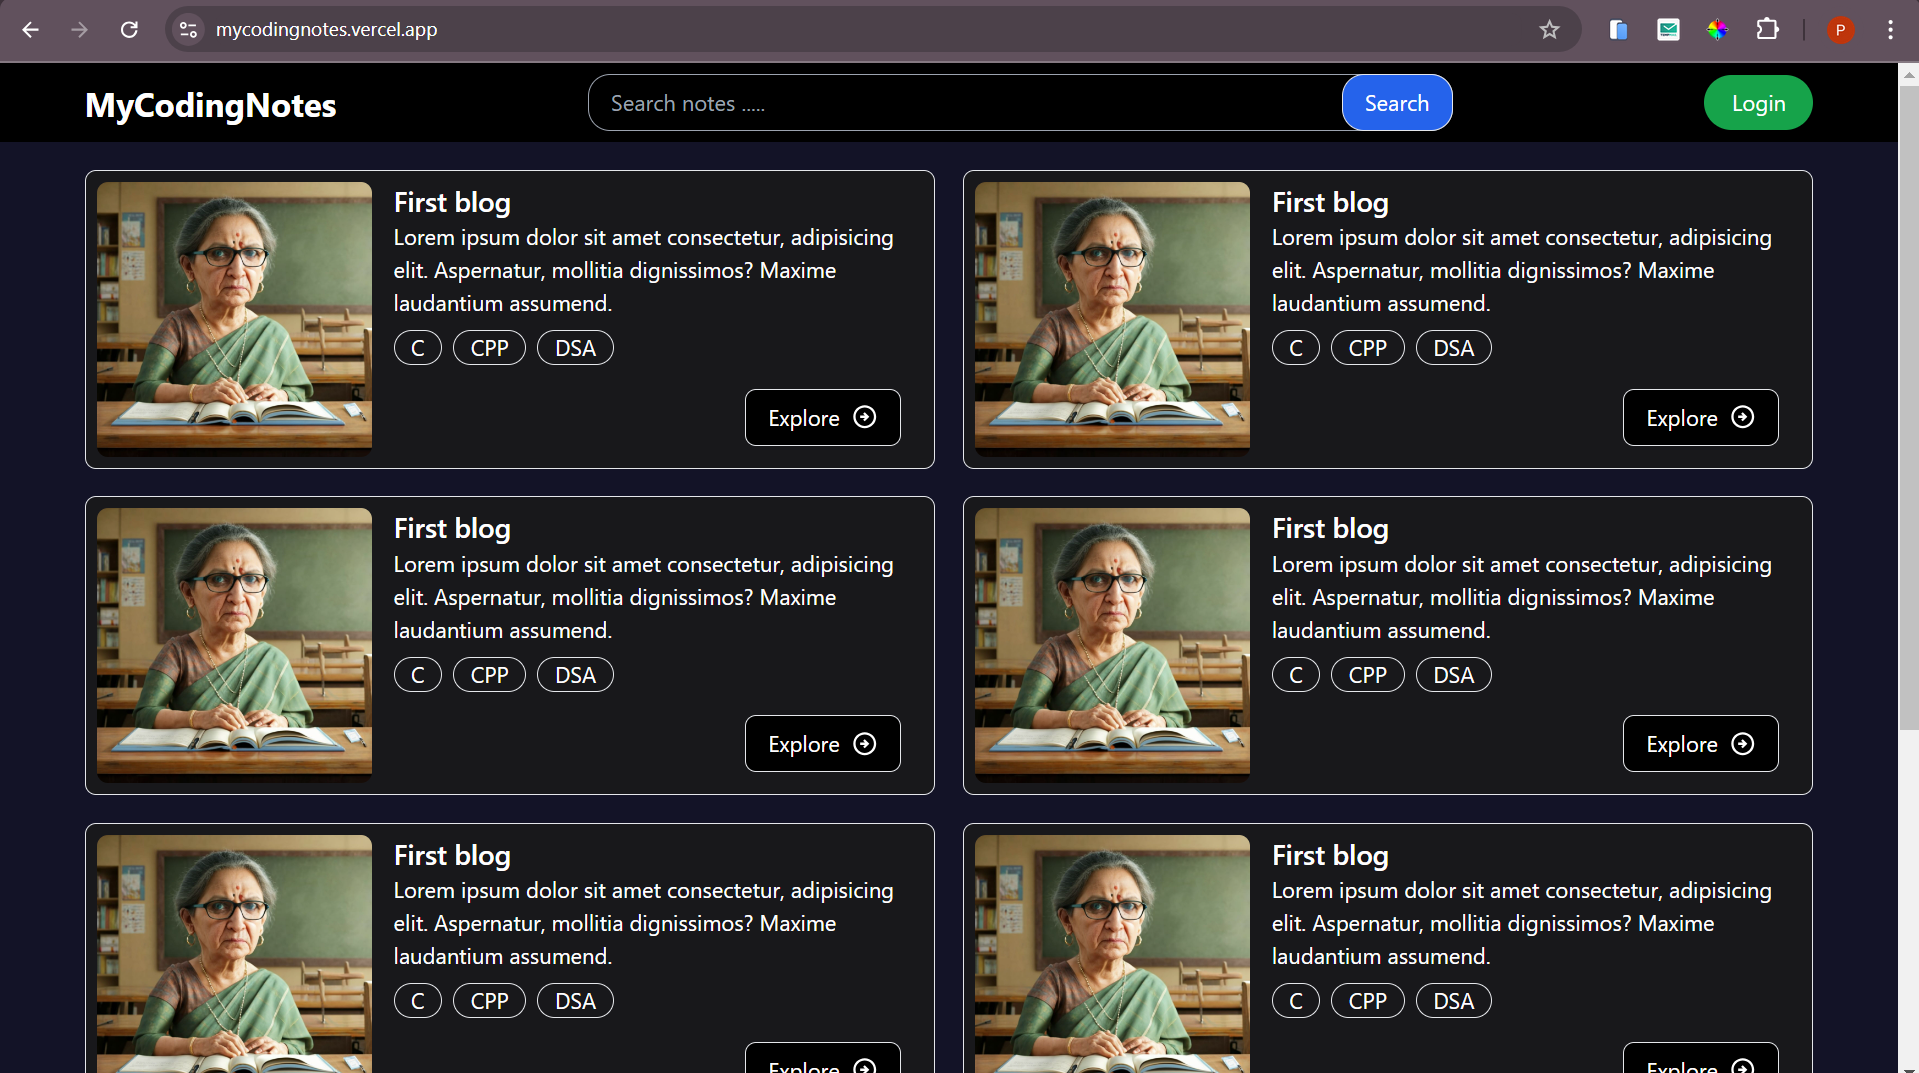 mycodingnotes.vercel.app
P
MyCodingNotes
Search notes .....
Search
Login
First blog
Lorem ipsum dolor sit amet consectetur, adipisicing
elit. Aspernatur, mollitia dignissimos? Maxime
laudantium assumend.
C CPP DSA
Explore
First blog
Lorem ipsum dolor sit amet consectetur, adipisicing
elit. Aspernatur, mollitia dignissimos? Maxime
laudantium assumend.
C CPP DSA
Explore
First blog
Lorem ipsum dolor sit amet consectetur, adipisicing
elit. Aspernatur, mollitia dignissimos? Maxime
laudantium assumend.
C CPP DSA
Explore
First blog
Lorem ipsum dolor sit amet consectetur, adipisicing
elit. Aspernatur, mollitia dignissimos? Maxime
laudantium assumend.
C CPP DSA
Explore
First blog
Lorem ipsum dolor sit amet consectetur, adipisicing
elit. Aspernatur, mollitia dignissimos? Maxime
laudantium assumend.
C CPP DSA
Explore
First blog
Lorem ipsum dolor sit amet consectetur, adipisicing
elit. Aspernatur, mollitia dignissimos? Maxime
laudantium assumend.
C CPP DSA
Explore